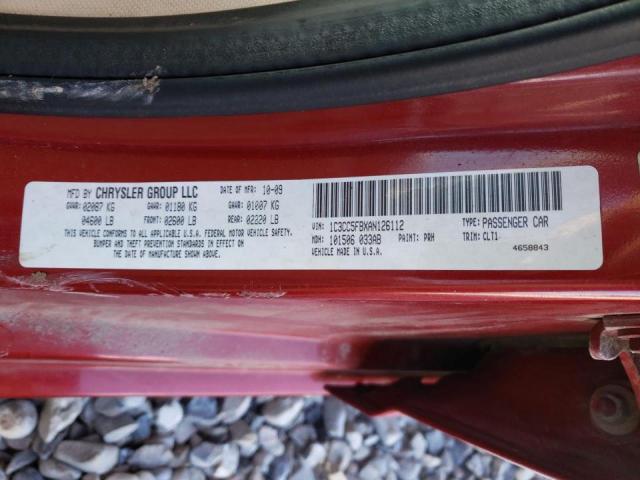 MFD BY CHRYSLER GROUP LLC DATE OF MFR: 10-09
GVWR: 02087 KG GAWR: 01180 KG GAWR: 01007 KG
04600 LB FRONT: 02600 LB REAR: 02220 LB
THIS VEHICLE CONFORMS TO ALL U.S.A. FEDERAL MOTOR VEHICLE SAFETY,
BUMPER AND THEFT PREVENTION STANDARDS IN EFFECT ON
THE DATE OF MANUFACTURE SHOWN ABOVE.
VIN: 1C3CC5FBXAN126112 TYPE: PASSENGER CAR
MDH: 101506 033AB PAINT: PRH TRIM: CLT1
VEHICLE MADE IN U.S.A. 4658843